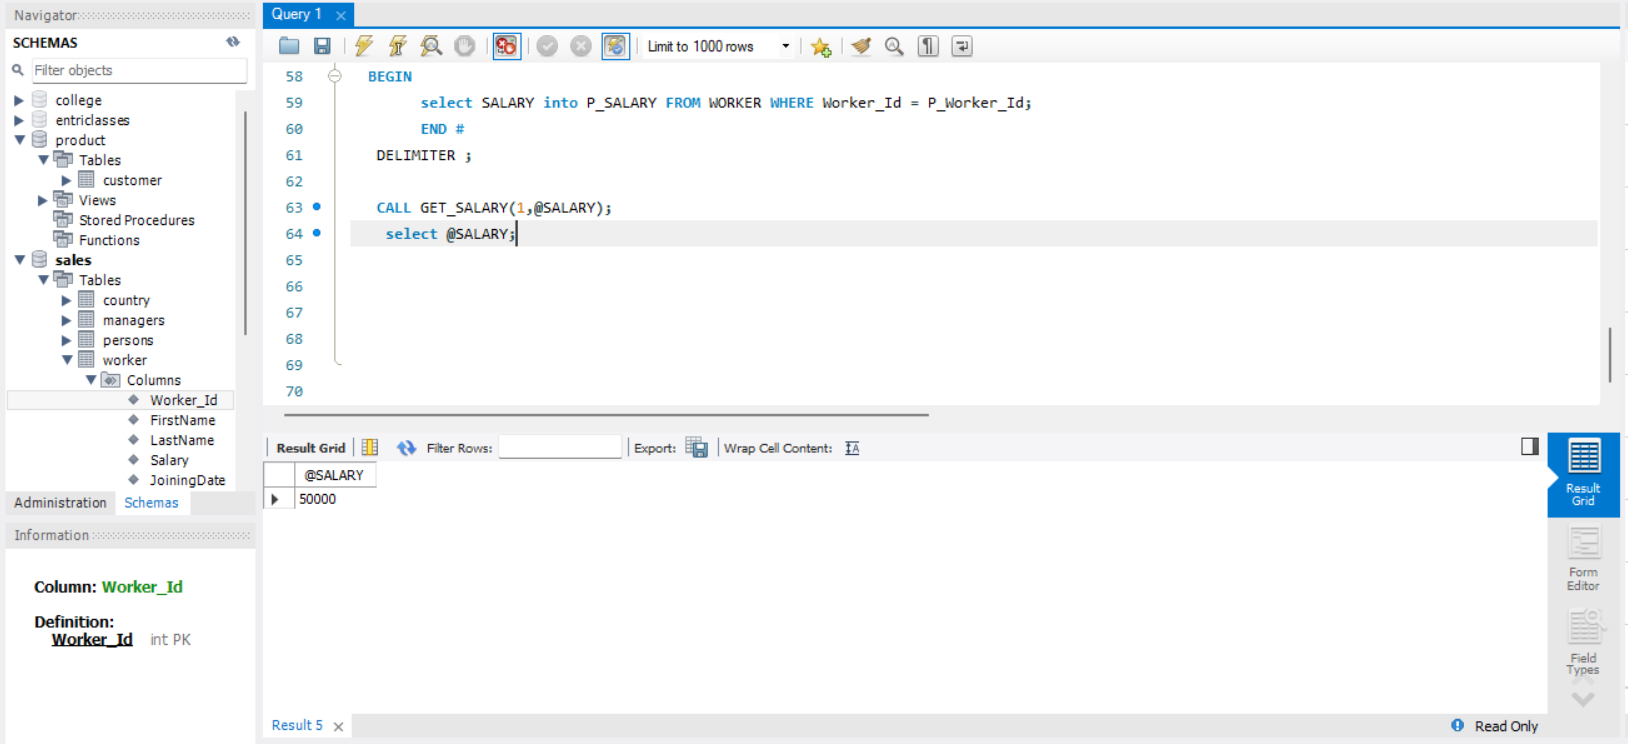 Navigator
SCHEMAS
Filter objects
college
entriclasses
product
Tables
customer
Views
Stored Procedures
Functions
sales
Tables
country
managers
persons
worker
Columns
Worker_Id
FirstName
LastName
Salary
JoiningDate
Administration Schemas
Information
Column: Worker_Id
Definition:
Worker_Id int PK
Query 1
Limit to 1000 rows
58 BEGIN
59 select SALARY into P_SALARY FROM WORKER WHERE Worker_Id = P_Worker_Id;
60 END #
61 DELIMITER ;
62
63 CALL GET_SALARY(1,@SALARY);
64 select @SALARY;
65
66
67
68
69
70
Result Grid Filter Rows: Export: Wrap Cell Content:
@SALARY
50000
Result
Grid
Form
Editor
Field
Types
Result 5
Read Only